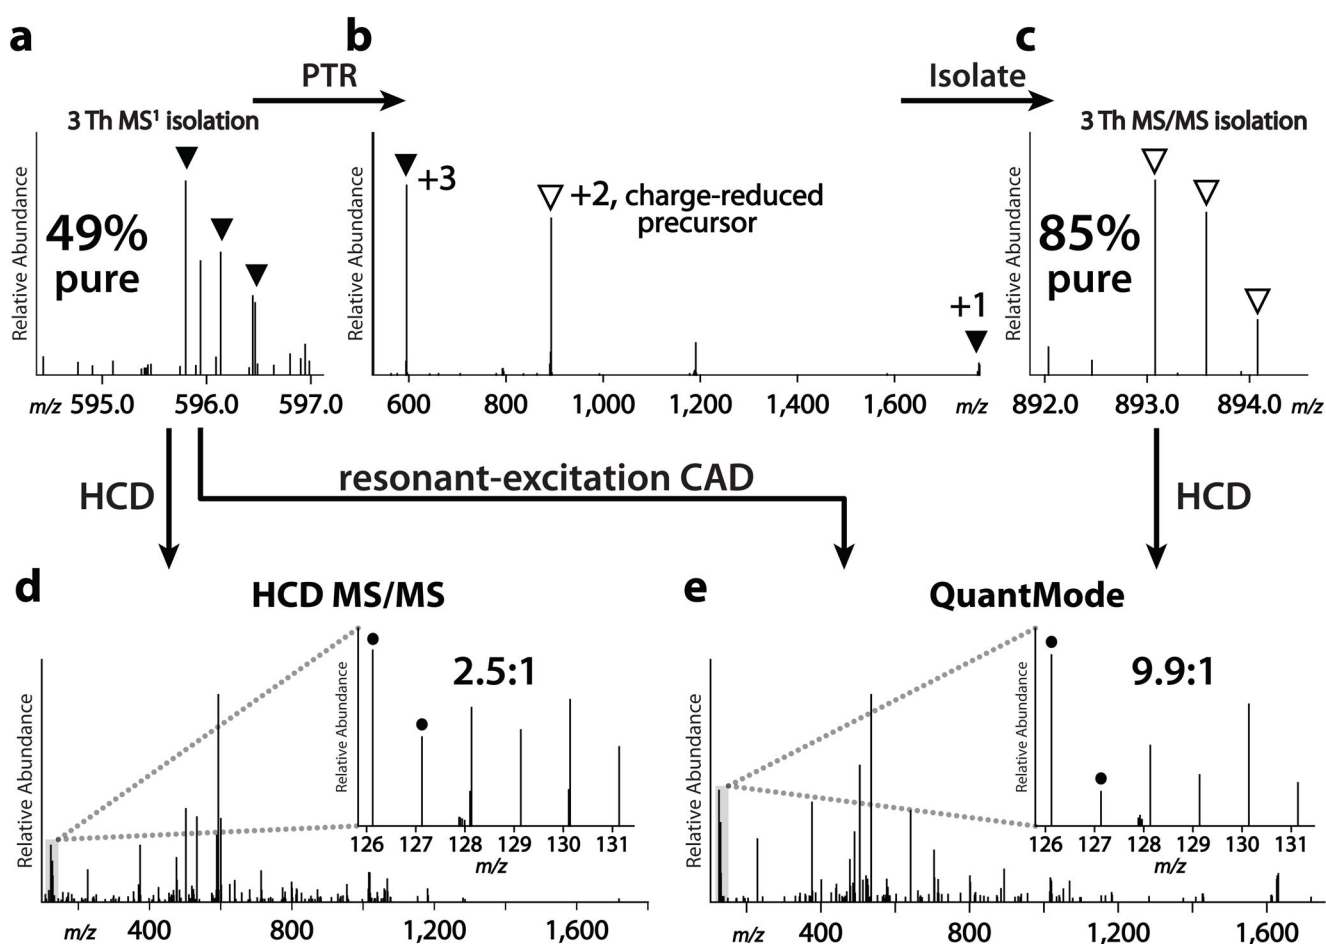 a
PTR
3 Th MS¹ isolation
49%
pure
Relative Abundance
m/z 595.0 596.0 597.0
b
+3
+2, charge-reduced
precursor
+1
Relative Abundance
600 800 1,000 1,200 1,400 1,600 m/z
Isolate
c
3 Th MS/MS isolation
85%
pure
Relative Abundance
892.0 893.0 894.0 m/z
HCD
resonant-excitation CAD
HCD
d
HCD MS/MS
2.5:1
Relative Abundance
126 127 128 129 130 131
m/z
Relative Abundance
m/z 400 800 1,200 1,600
e
QuantMode
9.9:1
Relative Abundance
126 127 128 129 130 131
m/z
Relative Abundance
m/z 400 800 1,200 1,600